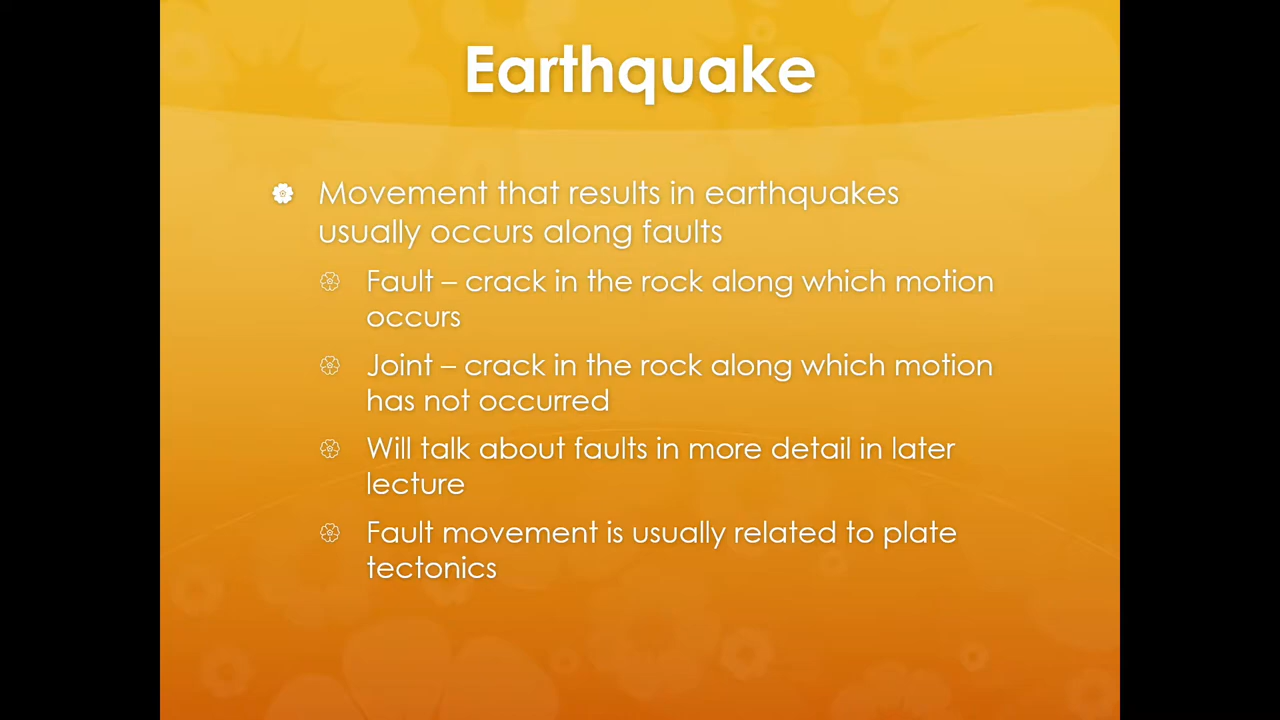 Earthquake
Movement that results in earthquakes
usually occurs along faults
Fault – crack in the rock along which motion
occurs
Joint – crack in the rock along which motion
has not occurred
Will talk about faults in more detail in later
lecture
Fault movement is usually related to plate
tectonics